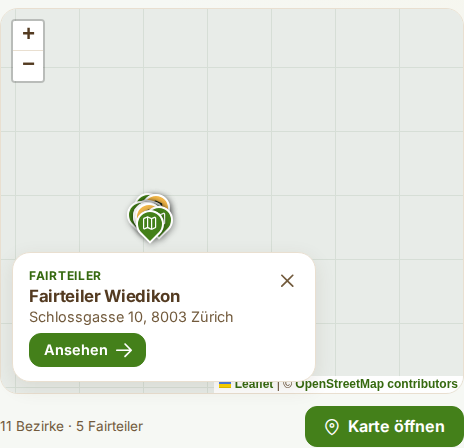 +
−
FAIRTEILER
Fairteiler Wiedikon
Schlossgasse 10, 8003 Zürich
Ansehen →
Leaflet | © OpenStreetMap contributors
11 Bezirke · 5 Fairteiler
Karte öffnen